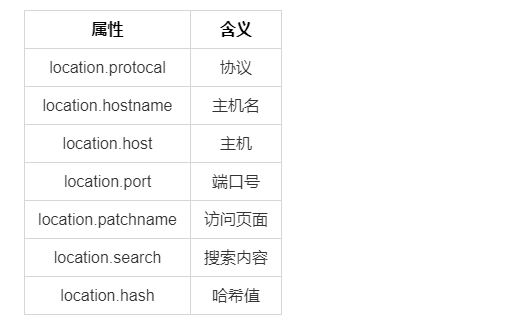 属性 含义
location.protocal 协议
location.hostname 主机名
location.host 主机
location.port 端口号
location.patchname 访问页面
location.search 搜索内容
location.hash 哈希值